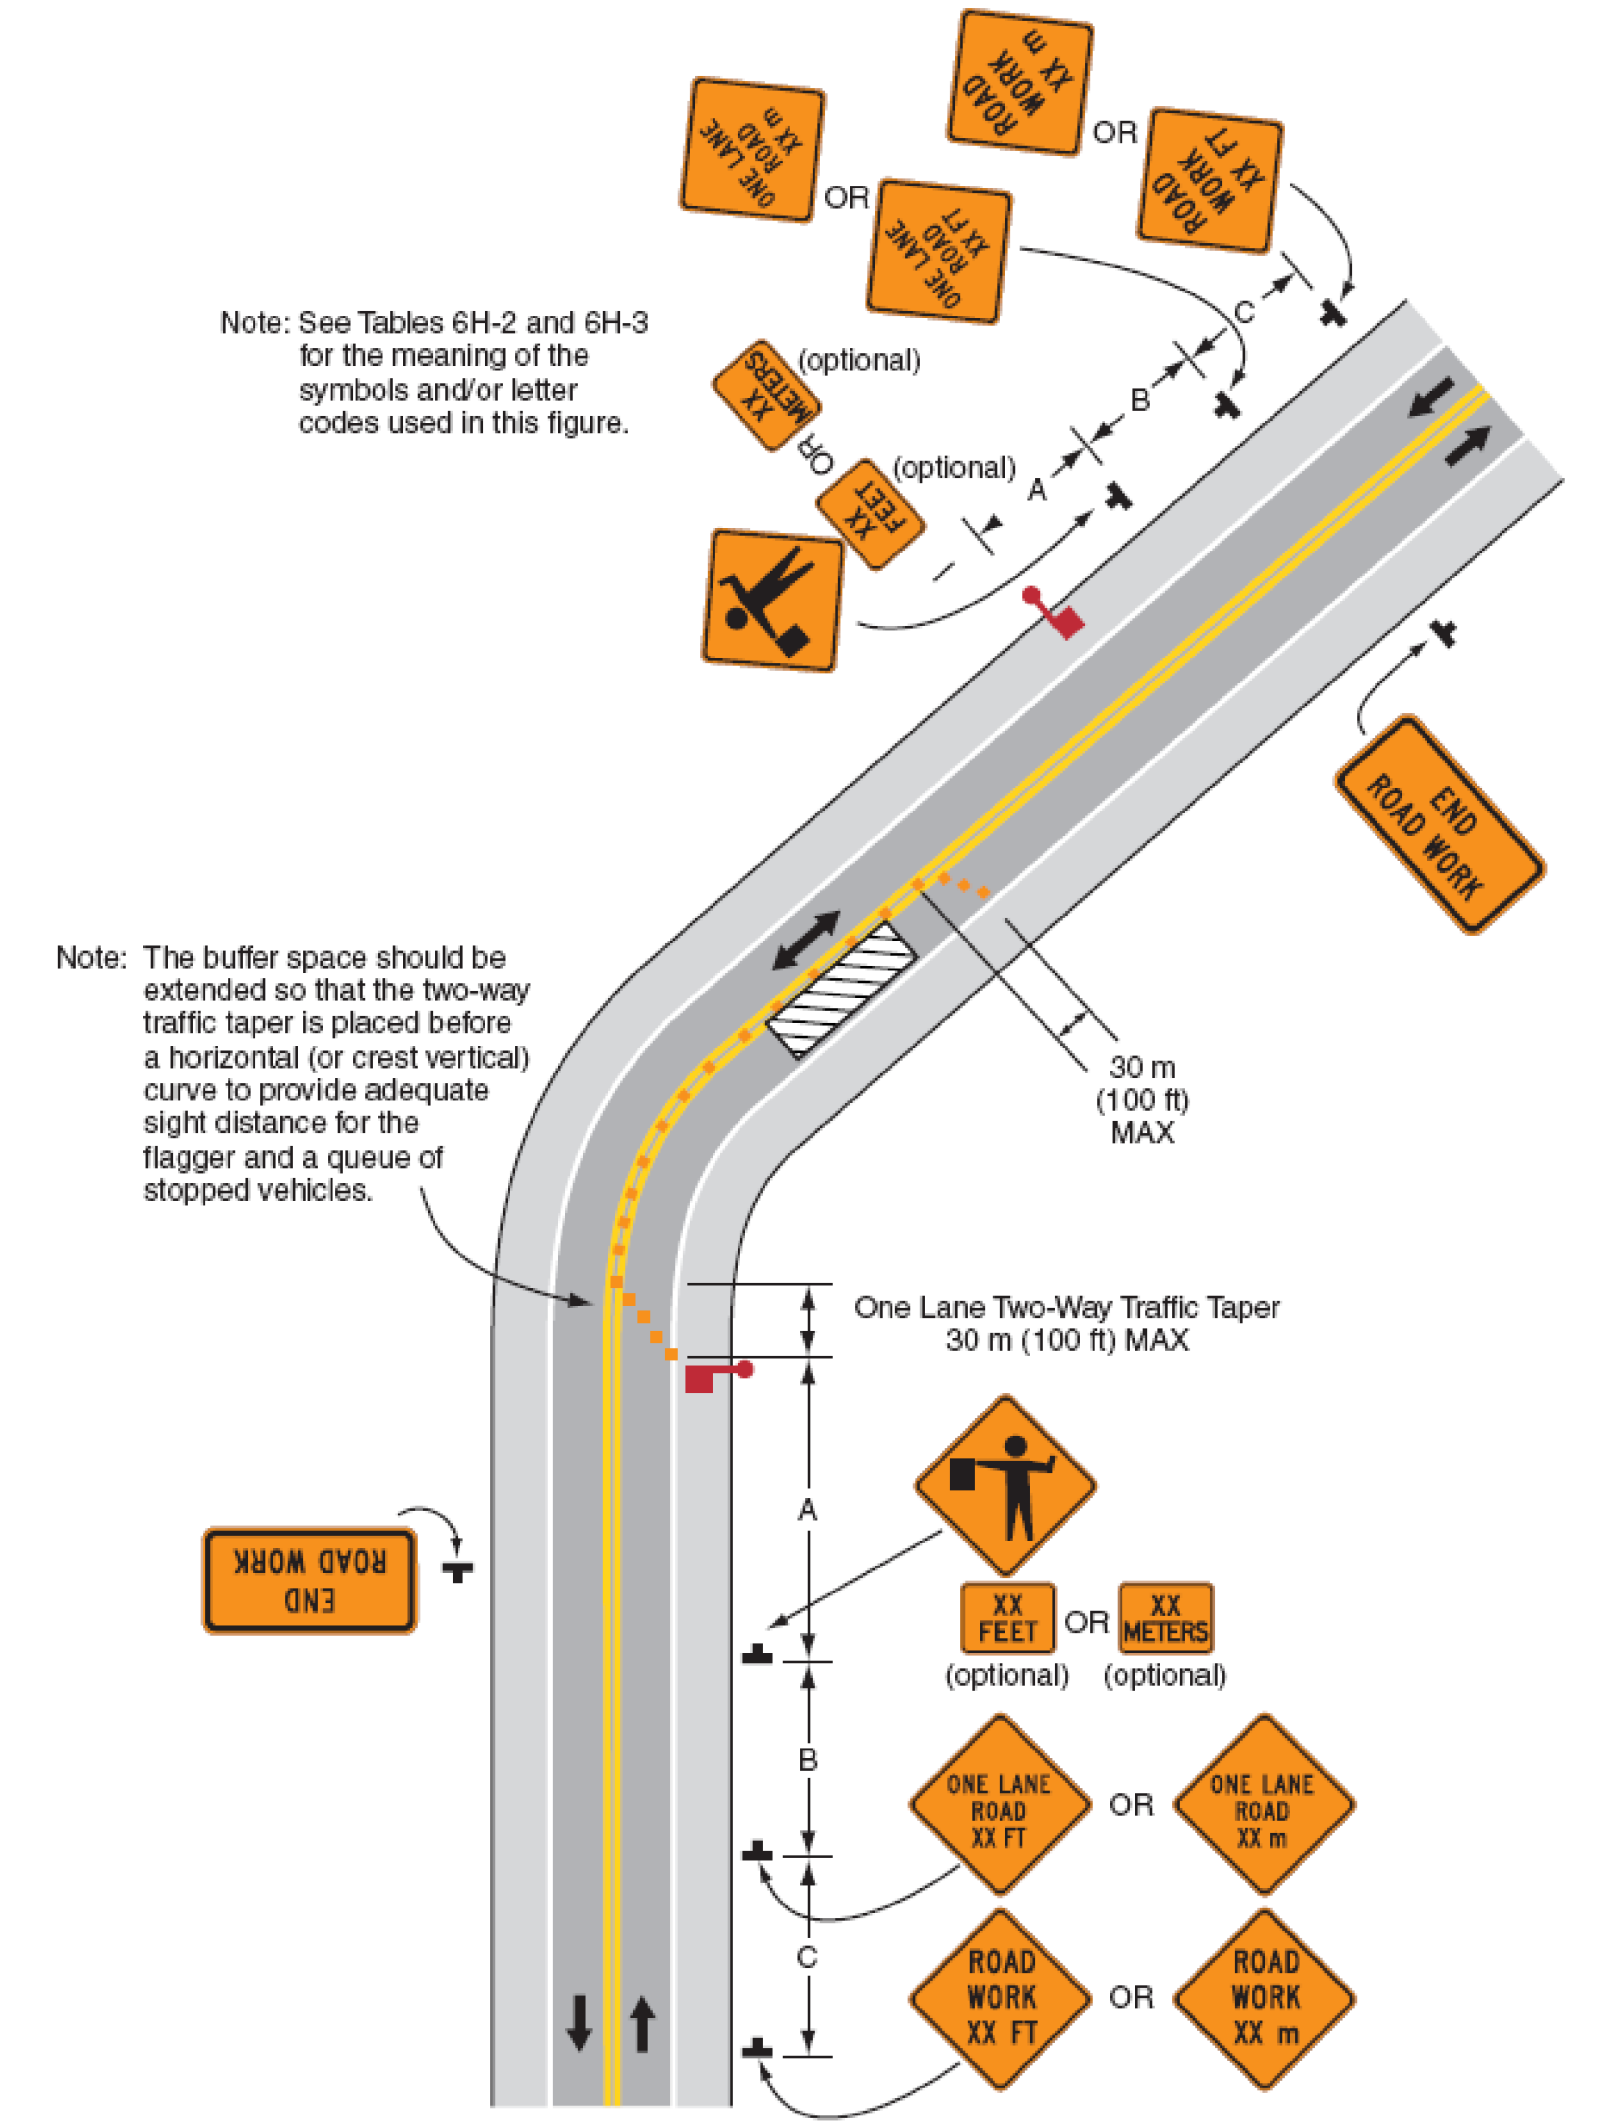 ROAD
WORK
XX m
OR
ROAD
WORK
XX FT
ONE LANE
ROAD
XX m
OR
ONE LANE
ROAD
XX FT
C
Note: See Tables 6H-2 and 6H-3
for the meaning of the
symbols and/or letter
codes used in this figure.
XX
METERS
(optional)
OR
XX
FEET
(optional)
B
A
END
ROAD WORK
Note: The buffer space should be
extended so that the two-way
traffic taper is placed before
a horizontal (or crest vertical)
curve to provide adequate
sight distance for the
flagger and a queue of
stopped vehicles.
30 m
(100 ft)
MAX
One Lane Two-Way Traffic Taper
30 m (100 ft) MAX
A
END
ROAD WORK
XX
FEET
OR
XX
METERS
(optional)
(optional)
B
ONE LANE
ROAD
XX FT
OR
ONE LANE
ROAD
XX m
C
ROAD
WORK
XX FT
OR
ROAD
WORK
XX m